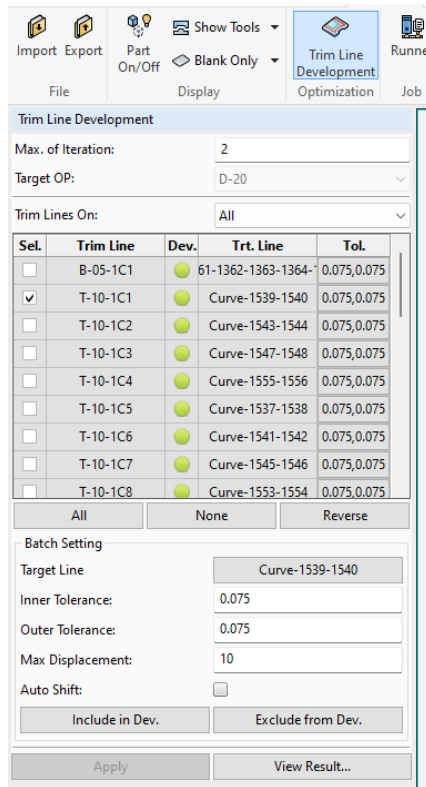 Import Export Part On/Off Show Tools Blank Only Trim Line Development
File Display Optimization Job
Trim Line Development
Max. of Iteration: 2
Target OP: D-20
Trim Lines On: All
Sel. Trim Line Dev. Trt. Line Tol.
B-05-1C1 61-1362-1363-1364- 0.075,0.075
T-10-1C1 Curve-1539-1540 0.075,0.075
T-10-1C2 Curve-1543-1544 0.075,0.075
T-10-1C3 Curve-1547-1548 0.075,0.075
T-10-1C4 Curve-1555-1556 0.075,0.075
T-10-1C5 Curve-1537-1538 0.075,0.075
T-10-1C6 Curve-1541-1542 0.075,0.075
T-10-1C7 Curve-1545-1546 0.075,0.075
T-10-1C8 Curve-1553-1554 0.075,0.075
All None Reverse
Batch Setting
Target Line Curve-1539-1540
Inner Tolerance: 0.075
Outer Tolerance: 0.075
Max Displacement: 10
Auto Shift:
Include in Dev. Exclude from Dev.
Apply View Result...